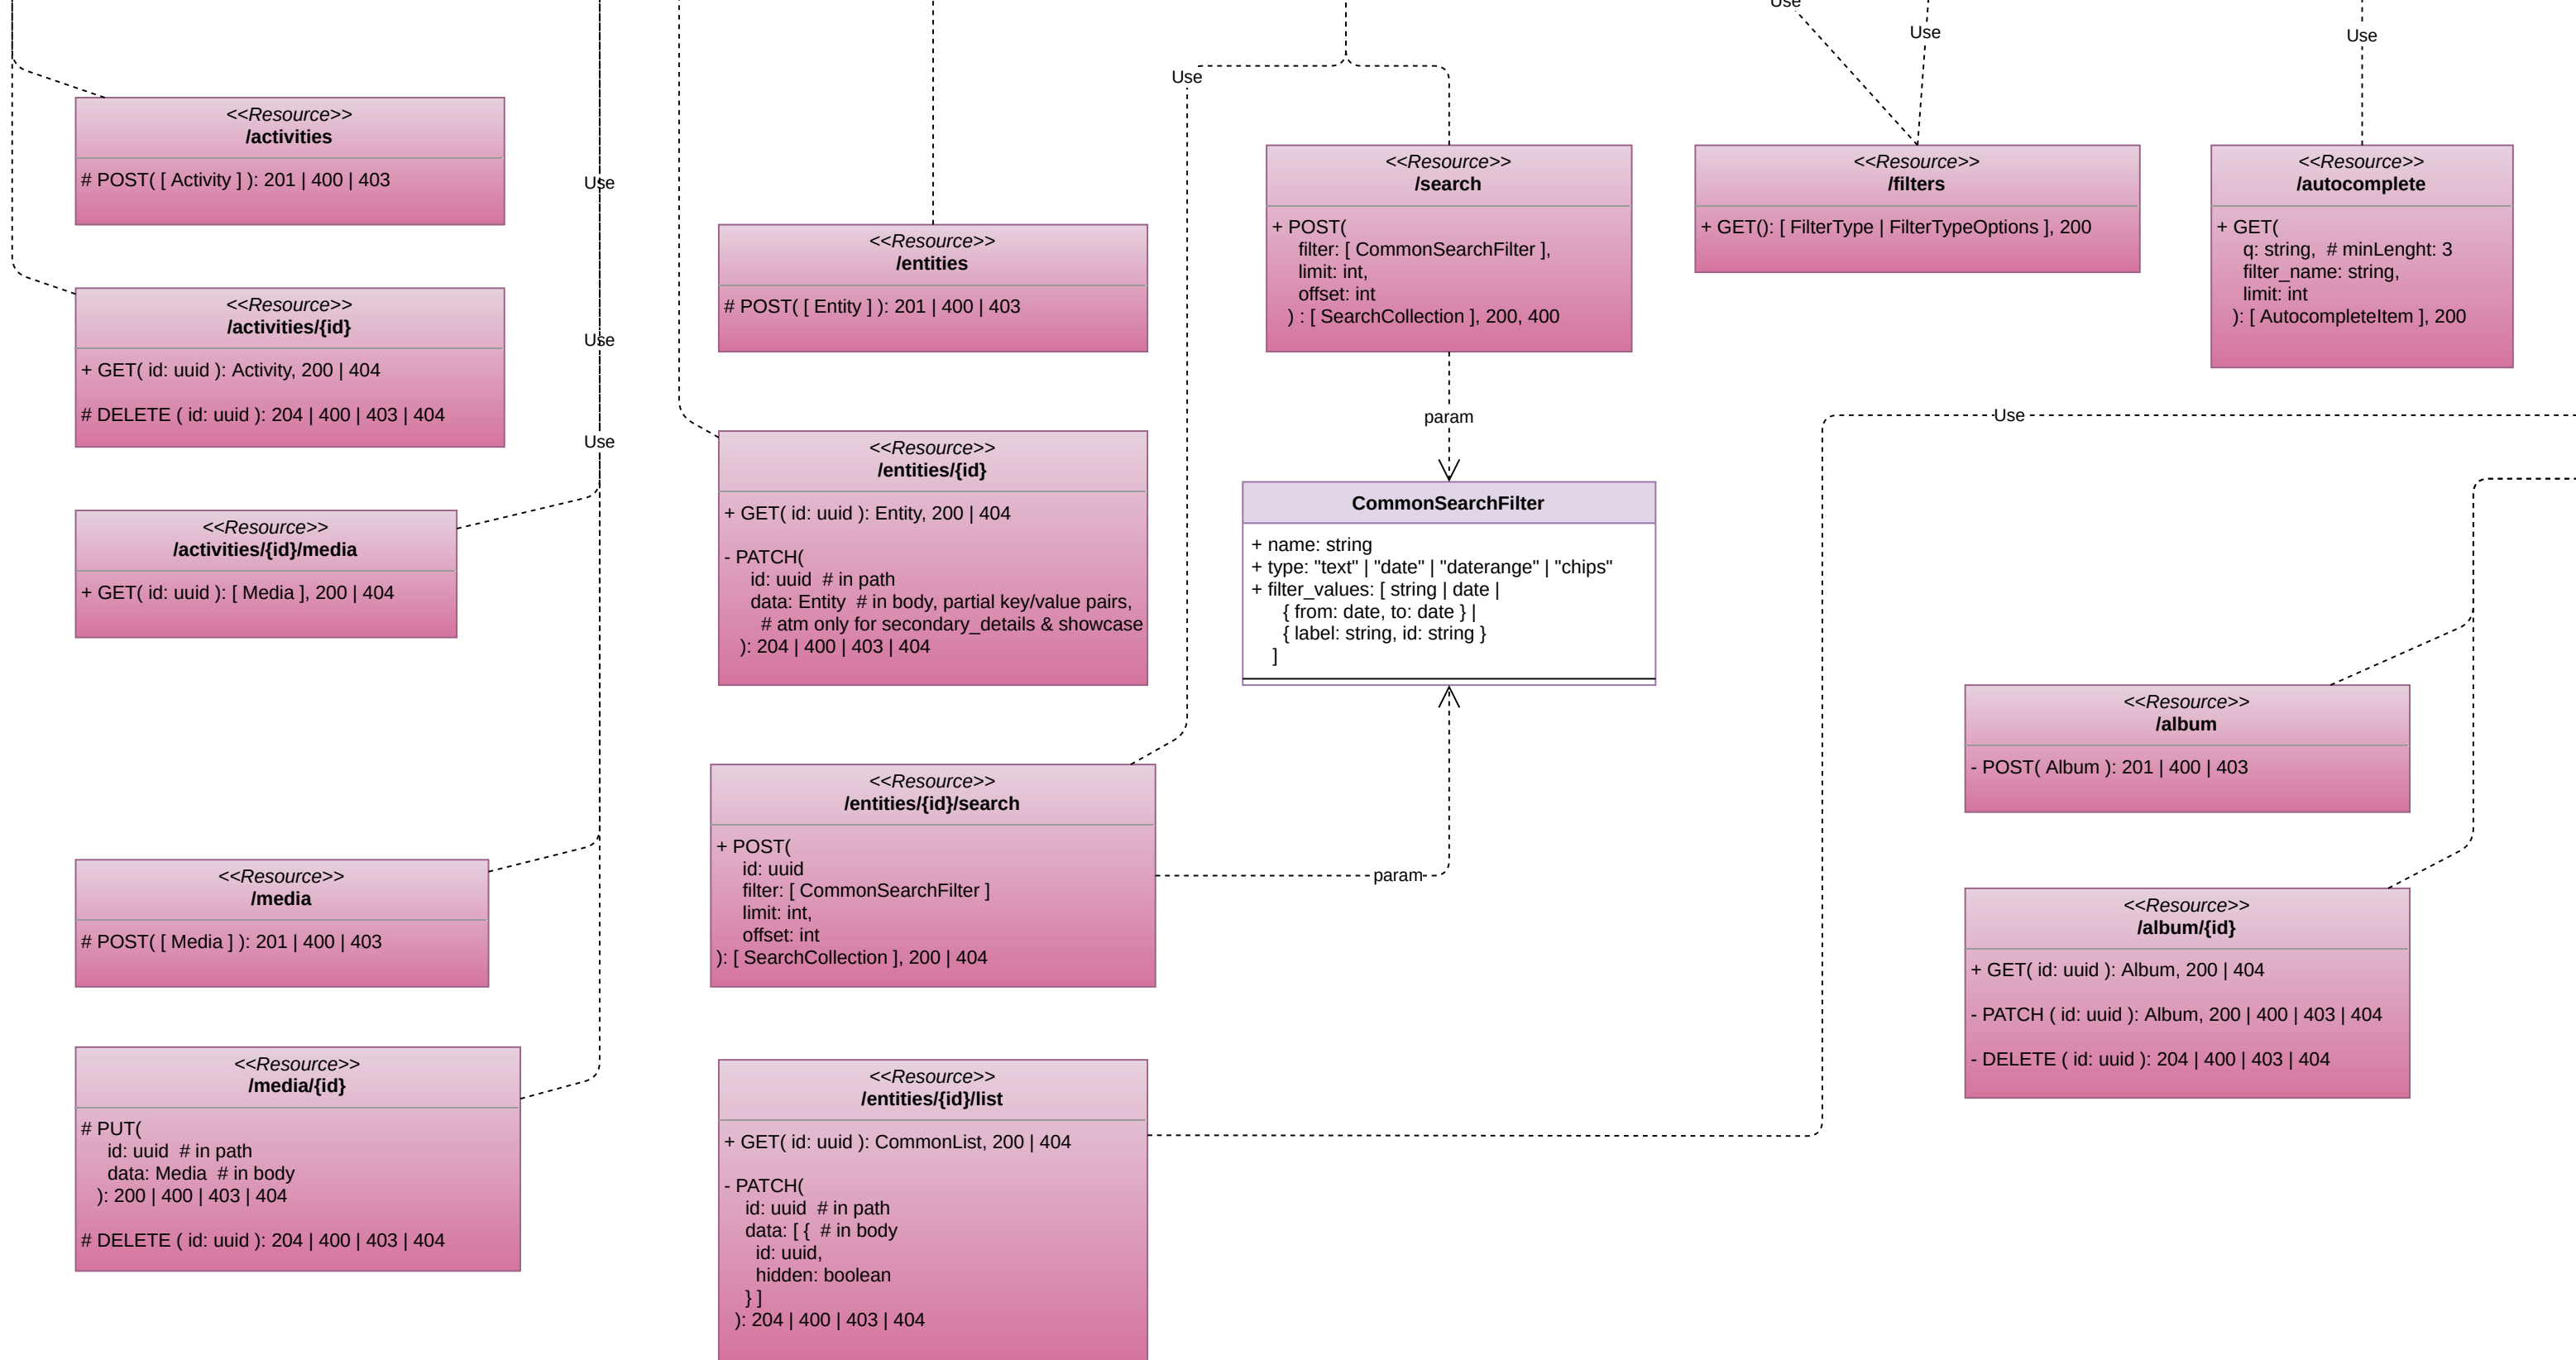 Use
Use
Use
Use
<<Resource>>
/activities
# POST( [ Activity ] ): 201 | 400 | 403
<<Resource>>
/activities/{id}
+ GET( id: uuid ): Activity, 200 | 404
# DELETE ( id: uuid ): 204 | 400 | 403 | 404
Use
Use
Use
<<Resource>>
/activities/{id}/media
+ GET( id: uuid ): [ Media ], 200 | 404
<<Resource>>
/media
# POST( [ Media ] ): 201 | 400 | 403
<<Resource>>
/media/{id}
# PUT(
id: uuid  # in path
data: Media  # in body
): 200 | 400 | 403 | 404
# DELETE ( id: uuid ): 204 | 400 | 403 | 404
<<Resource>>
/entities
# POST( [ Entity ] ): 201 | 400 | 403
<<Resource>>
/entities/{id}
+ GET( id: uuid ): Entity, 200 | 404
- PATCH(
id: uuid  # in path
data: Entity  # in body, partial key/value pairs,
# atm only for secondary_details & showcase
): 204 | 400 | 403 | 404
<<Resource>>
/entities/{id}/search
+ POST(
id: uuid
filter: [ CommonSearchFilter ]
limit: int,
offset: int
): [ SearchCollection ], 200 | 404
param
<<Resource>>
/entities/{id}/list
+ GET( id: uuid ): CommonList, 200 | 404
- PATCH(
id: uuid  # in path
data: [ {  # in body
id: uuid,
hidden: boolean
} ]
): 204 | 400 | 403 | 404
<<Resource>>
/search
+ POST(
filter: [ CommonSearchFilter ],
limit: int,
offset: int
) : [ SearchCollection ], 200, 400
param
CommonSearchFilter
+ name: string
+ type: "text" | "date" | "daterange" | "chips"
+ filter_values: [ string | date |
{ from: date, to: date } |
{ label: string, id: string }
]
<<Resource>>
/filters
+ GET(): [ FilterType | FilterTypeOptions ], 200
<<Resource>>
/autocomplete
+ GET(
q: string,  # minLenght: 3
filter_name: string,
limit: int
): [ AutocompleteItem ], 200
Use
<<Resource>>
/album
- POST( Album ): 201 | 400 | 403
<<Resource>>
/album/{id}
+ GET( id: uuid ): Album, 200 | 404
- PATCH ( id: uuid ): Album, 200 | 400 | 403 | 404
- DELETE ( id: uuid ): 204 | 400 | 403 | 404